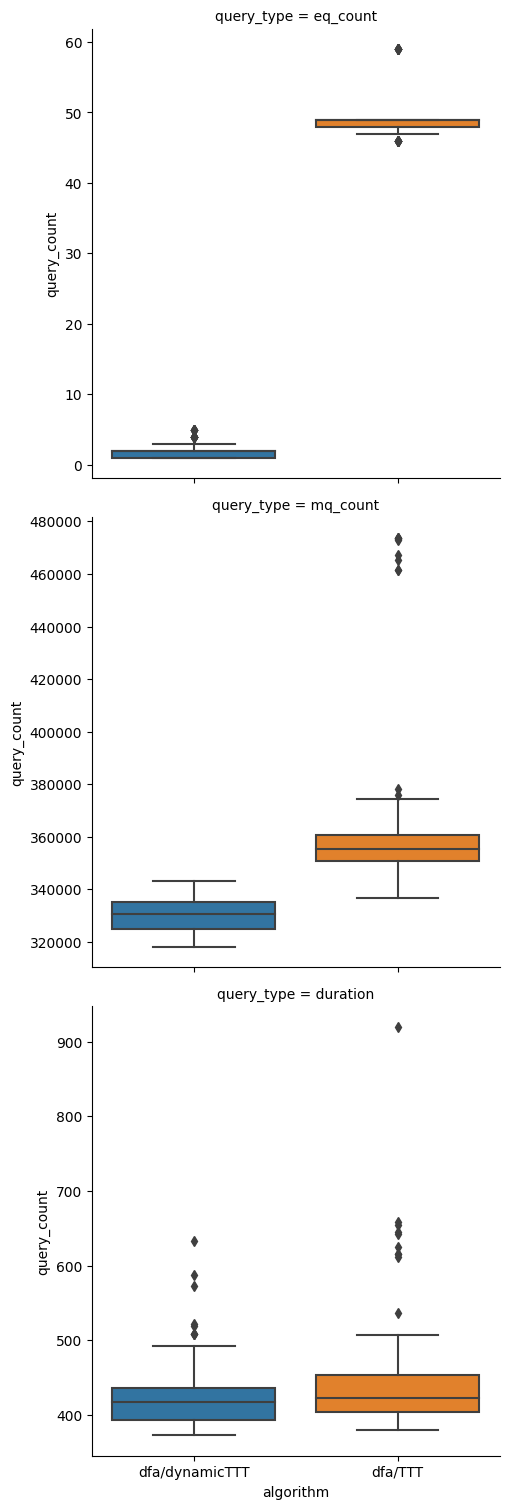 query_type = eq_count
60
50
40
30
20
10
0
query_count
query_type = mq_count
480000
460000
440000
420000
400000
380000
360000
340000
320000
query_count
query_type = duration
900
800
700
600
500
400
query_count
dfa/dynamicTTT
dfa/TTT
algorithm